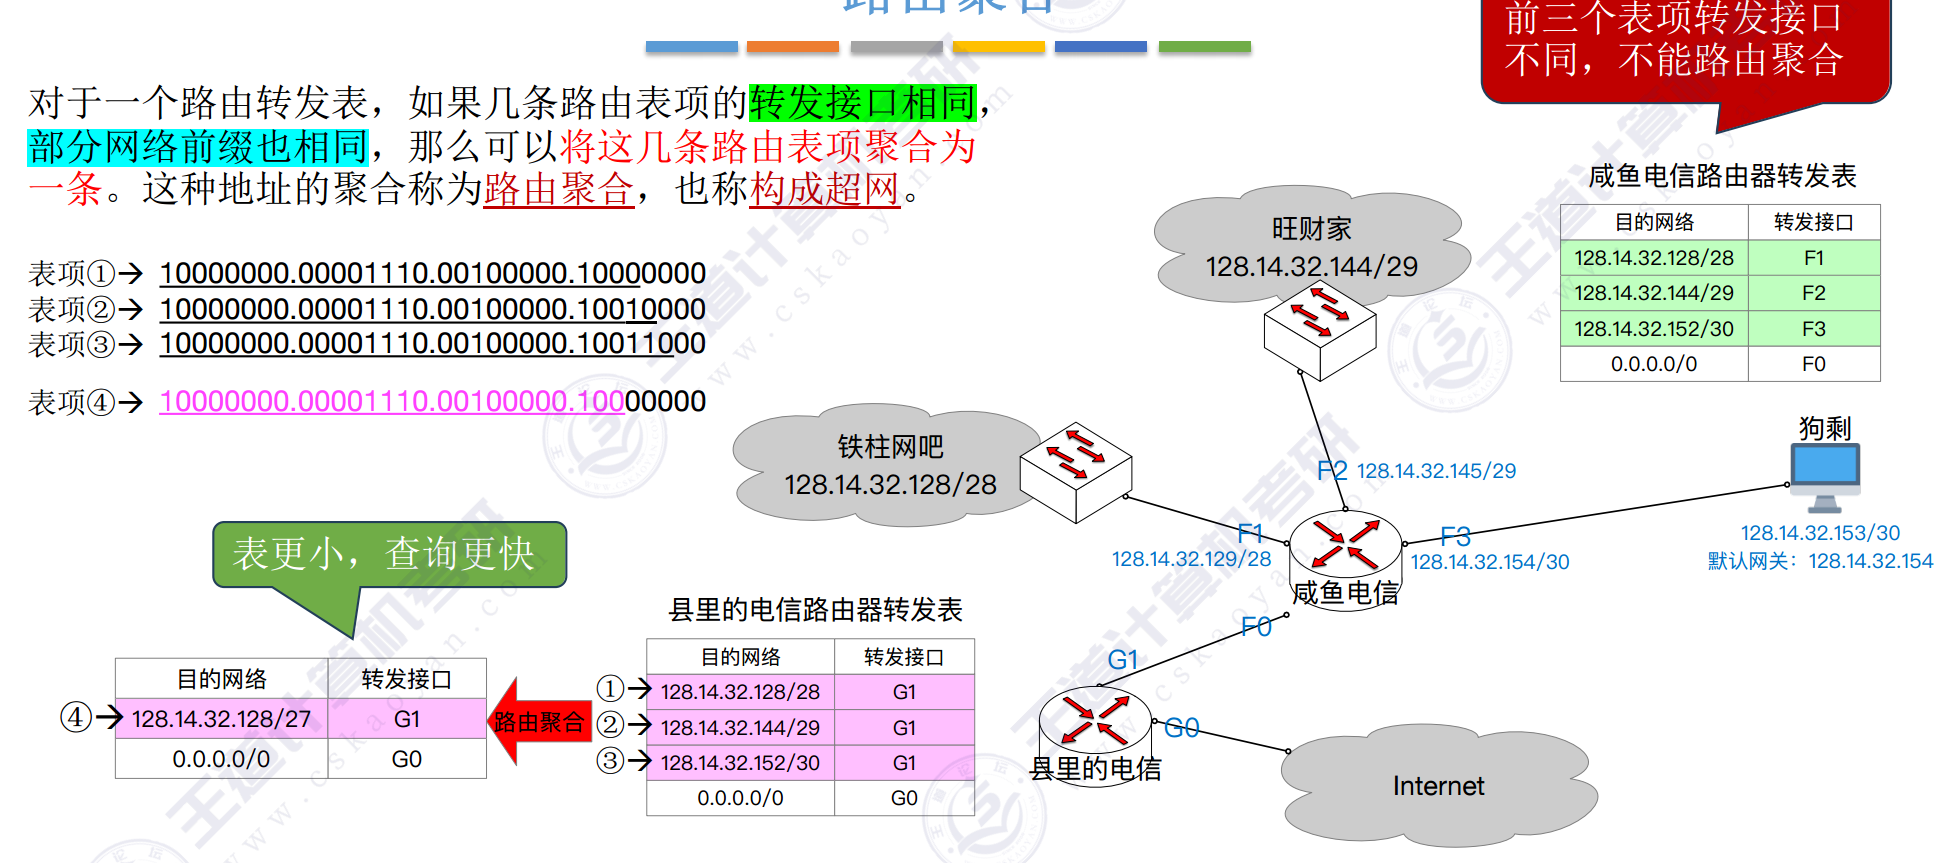 路由聚合
前三个表项转发接口
不同，不能路由聚合
对于一个路由转发表，如果几条路由表项的转发接口相同，
部分网络前缀也相同，那么可以将这几条路由表项聚合为
一条。这种地址的聚合称为路由聚合，也称构成超网。
表项①→ 10000000.00001110.00100000.10000000
表项②→ 10000000.00001110.00100000.10010000
表项③→ 10000000.00001110.00100000.10011000
表项④→ 10000000.00001110.00100000.10000000
咸鱼电信路由器转发表
目的网络 转发接口
128.14.32.128/28 F1
128.14.32.144/29 F2
128.14.32.152/30 F3
0.0.0.0/0 F0
旺财家
128.14.32.144/29
铁柱网吧
128.14.32.128/28
狗剩
F2 128.14.32.145/29
F1
128.14.32.129/28
F3
128.14.32.154/30
128.14.32.153/30
默认网关：128.14.32.154
咸鱼电信
F0
G1
G0
县里的电信
Internet
表更小，查询更快
目的网络 转发接口
④→ 128.14.32.128/27 G1
0.0.0.0/0 G0
路由聚合
县里的电信路由器转发表
目的网络 转发接口
①→ 128.14.32.128/28 G1
②→ 128.14.32.144/29 G1
③→ 128.14.32.152/30 G1
0.0.0.0/0 G0
王道计算机考研
www.cskaoyan.com